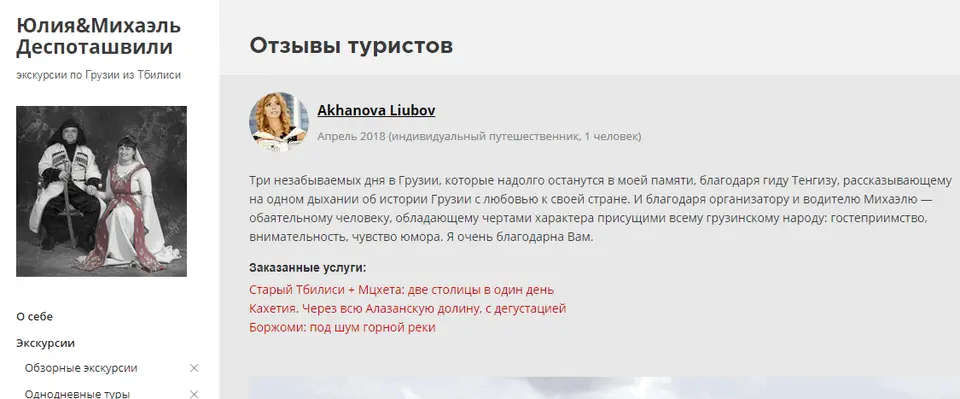 Юлия&Михаэль
Деспоташвили
экскурсии по Грузии из Тбилиси
О себе
Экскурсии
Обзорные экскурсии
Однодневные туры
Отзывы туристов
Akhanova Liubov
Апрель 2018 (индивидуальный путешественник, 1 человек)
Три незабываемых дня в Грузии, которые надолго останутся в моей памяти, благодаря гиду Тенгизу, рассказывающему
на одном дыхании об истории Грузии с любовью к своей стране. И благодаря организатору и водителю Михаэлю —
обаятельному человеку, обладающему чертами характера присущими всему грузинскому народу: гостеприимство,
внимательность, чувство юмора. Я очень благодарна Вам.
Заказанные услуги:
Старый Тбилиси + Мцхета: две столицы в один день
Кахетия. Через всю Алазанскую долину, с дегустацией
Боржоми: под шум горной реки